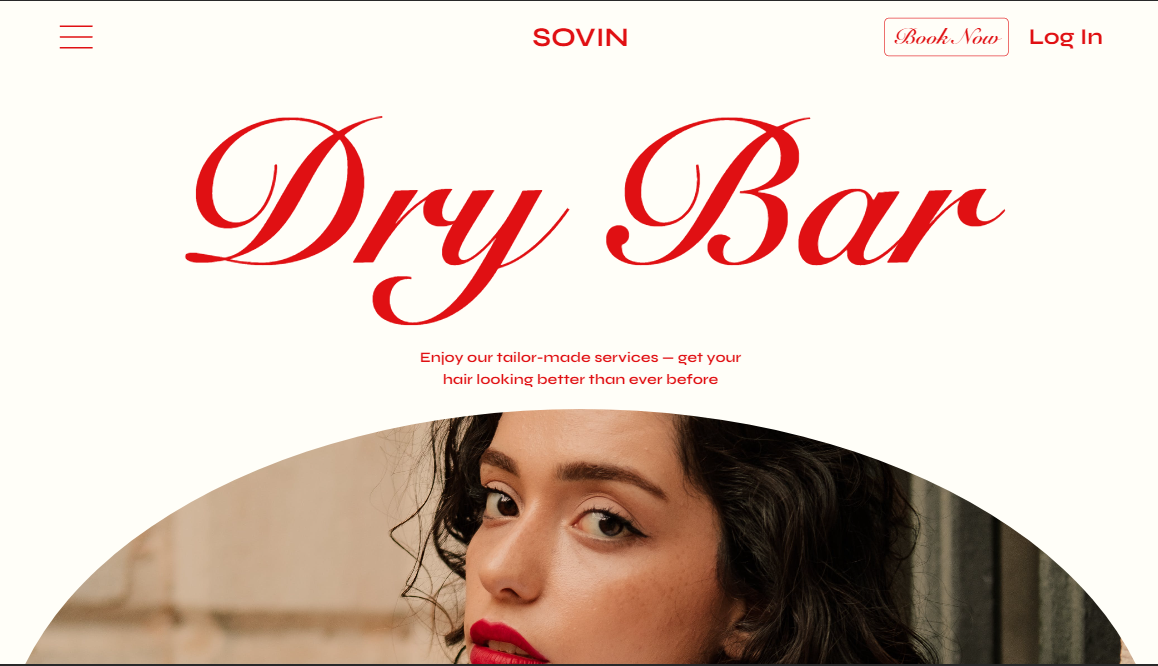 SOVIN
Book Now
Log In
Dry Bar
Enjoy our tailor-made services — get your
hair looking better than ever before